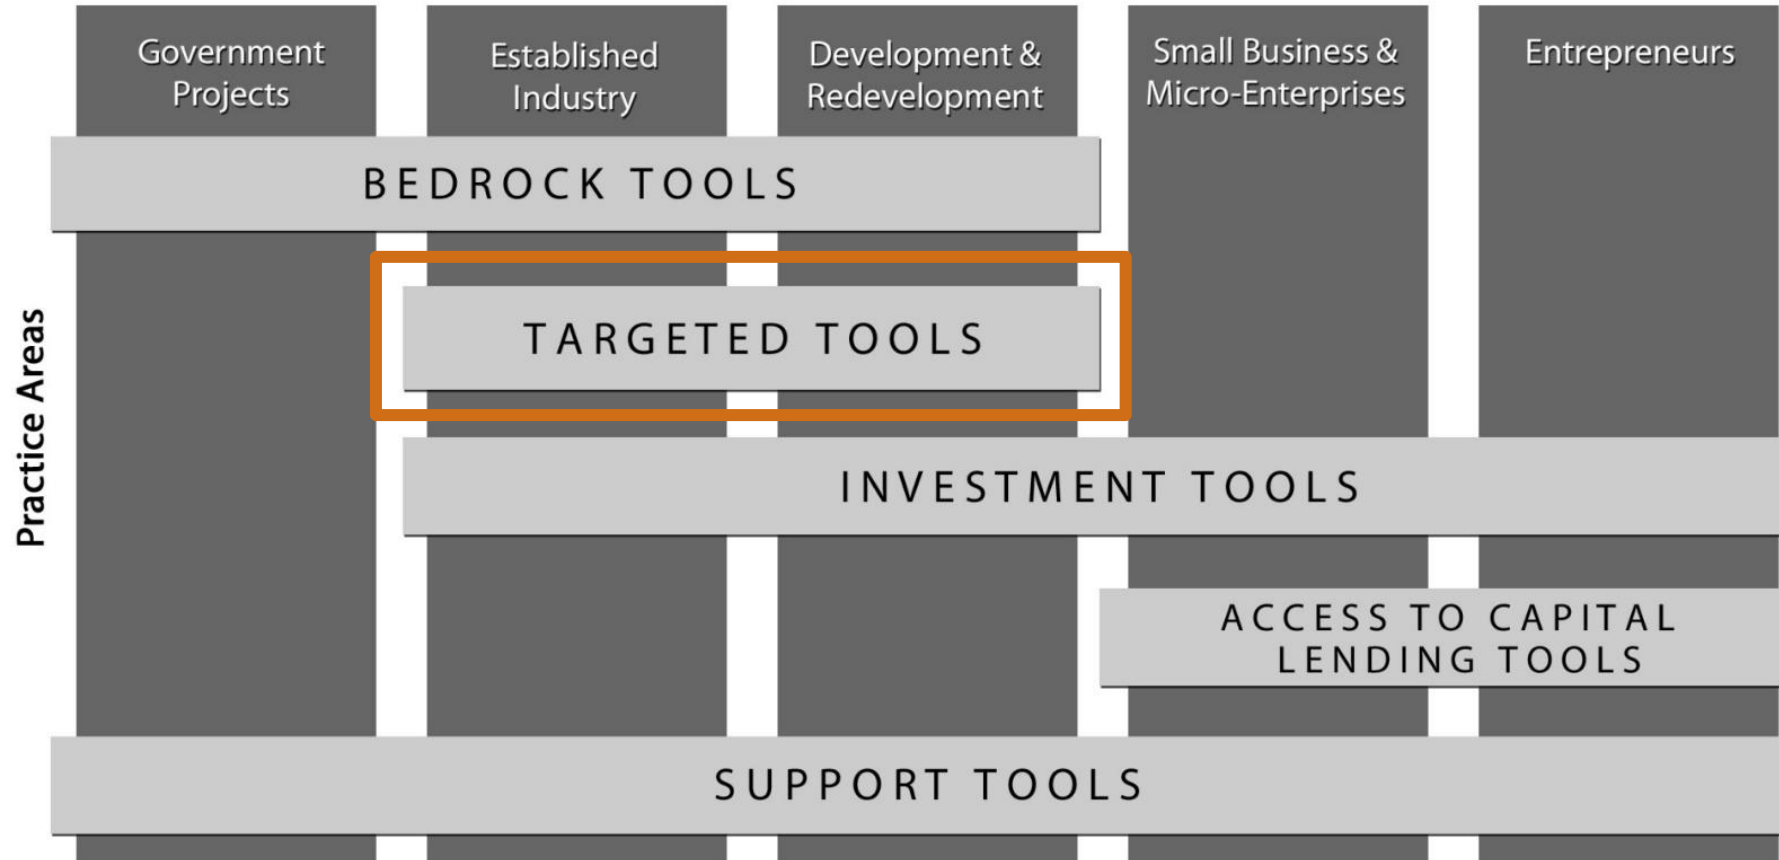 Government
Projects
Established
Industry
Development &
Redevelopment
Small Business &
Micro-Enterprises
Entrepreneurs
Practice Areas
BEDROCK TOOLS
TARGETED TOOLS
INVESTMENT TOOLS
ACCESS TO CAPITAL
LENDING TOOLS
SUPPORT TOOLS